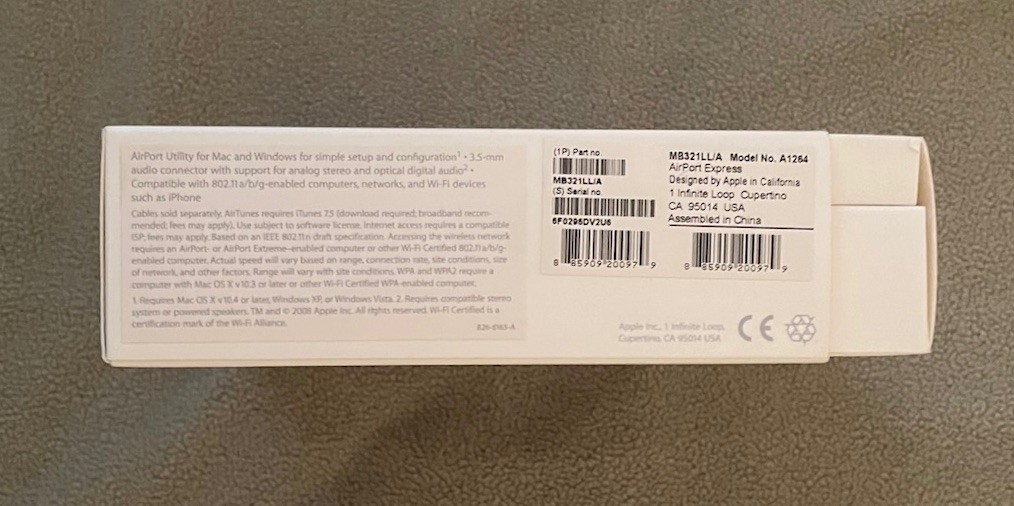 AirPort Utility for Mac and Windows for simple setup and configuration¹ • 3.5-mm
audio connector with support for analog stereo and optical digital audio² •
Compatible with 802.11a/b/g-enabled computers, networks, and Wi-Fi devices
such as iPhone
Cables sold separately. AirTunes requires iTunes 7.5 (download required; broadband recom-
mended; fees may apply). Use subject to software license. Internet access requires a compatible
ISP; fees may apply. Based on an IEEE 802.11n draft specification. Accessing the wireless network
requires an AirPort- or AirPort Extreme-enabled computer or other Wi-Fi Certified 802.11a/b/g-
enabled computer. Actual speed will vary based on range, connection rate, site conditions, size
of network, and other factors. Range will vary with site conditions. WPA and WPA2 require a
computer with Mac OS X v10.3 or later or other Wi-Fi Certified WPA-enabled computer.
1. Requires Mac OS X v10.4 or later, Windows XP, or Windows Vista. 2. Requires compatible stereo
system or powered speakers. TM and © 2008 Apple Inc. All rights reserved. Wi-Fi Certified is a
certification mark of the Wi-Fi Alliance.
(1P) Part no.
MB321LL/A
(S) Serial no.
6F0296DV2U6
8 85909 20097 9
MB321LL/A Model No. A1264
AirPort Express
Designed by Apple in California
1 Infinite Loop Cupertino
CA 95014 USA
Assembled in China
8 85909 20097 9
Apple Inc., 1 Infinite Loop,
Cupertino, CA 95014 USA
CE